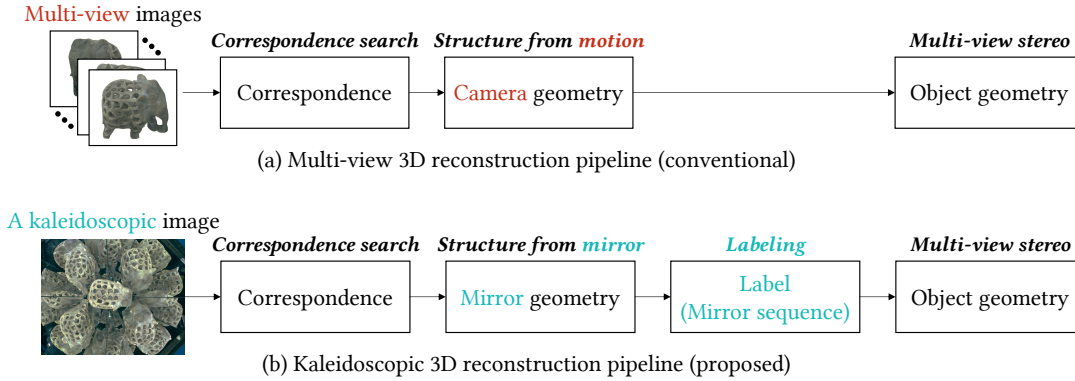 Multi-view images
Correspondence search
Structure from motion
Multi-view stereo
Correspondence
Camera geometry
Object geometry
(a) Multi-view 3D reconstruction pipeline (conventional)
A kaleidoscopic image
Correspondence search
Structure from mirror
Labeling
Multi-view stereo
Correspondence
Mirror geometry
Label
(Mirror sequence)
Object geometry
(b) Kaleidoscopic 3D reconstruction pipeline (proposed)